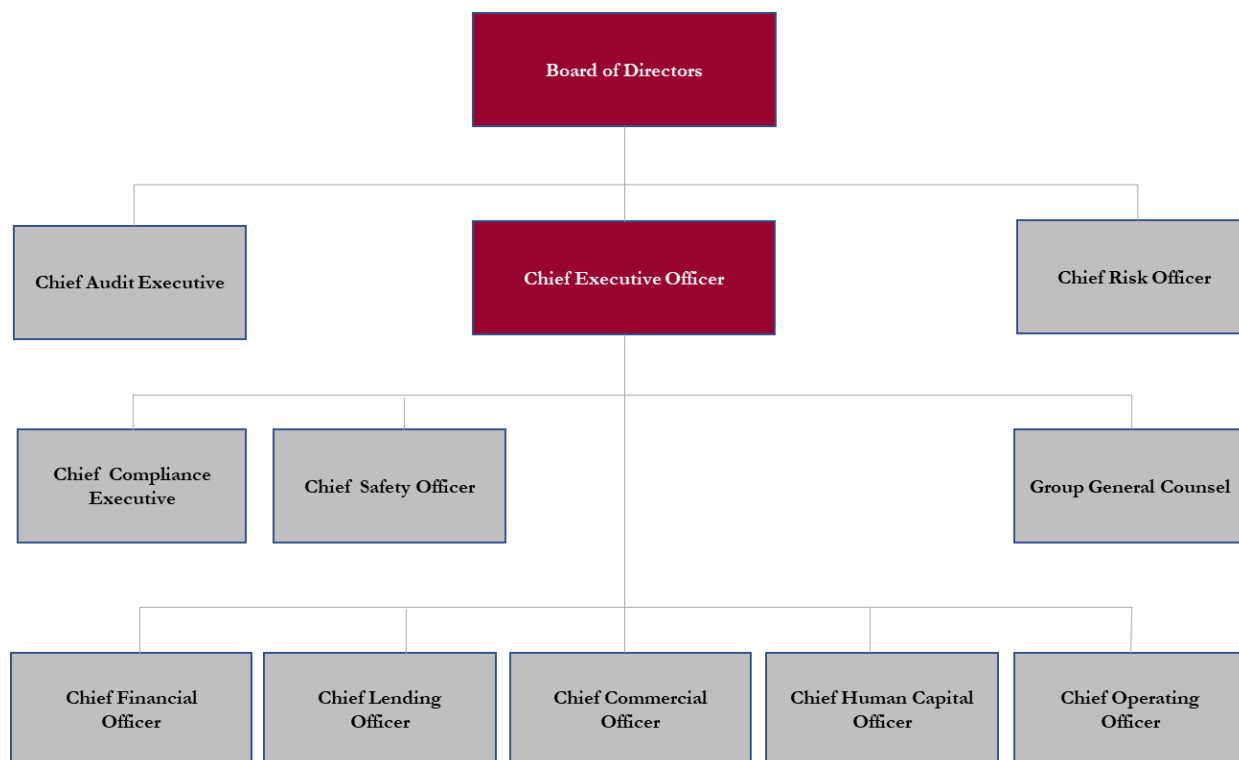 Board of Directors
Chief Audit Executive
Chief Executive Officer
Chief Risk Officer
Chief Compliance
Executive
Chief Safety Officer
Group General Counsel
Chief Financial
Officer
Chief Lending
Officer
Chief Commercial
Officer
Chief Human Capital
Officer
Chief Operating
Officer